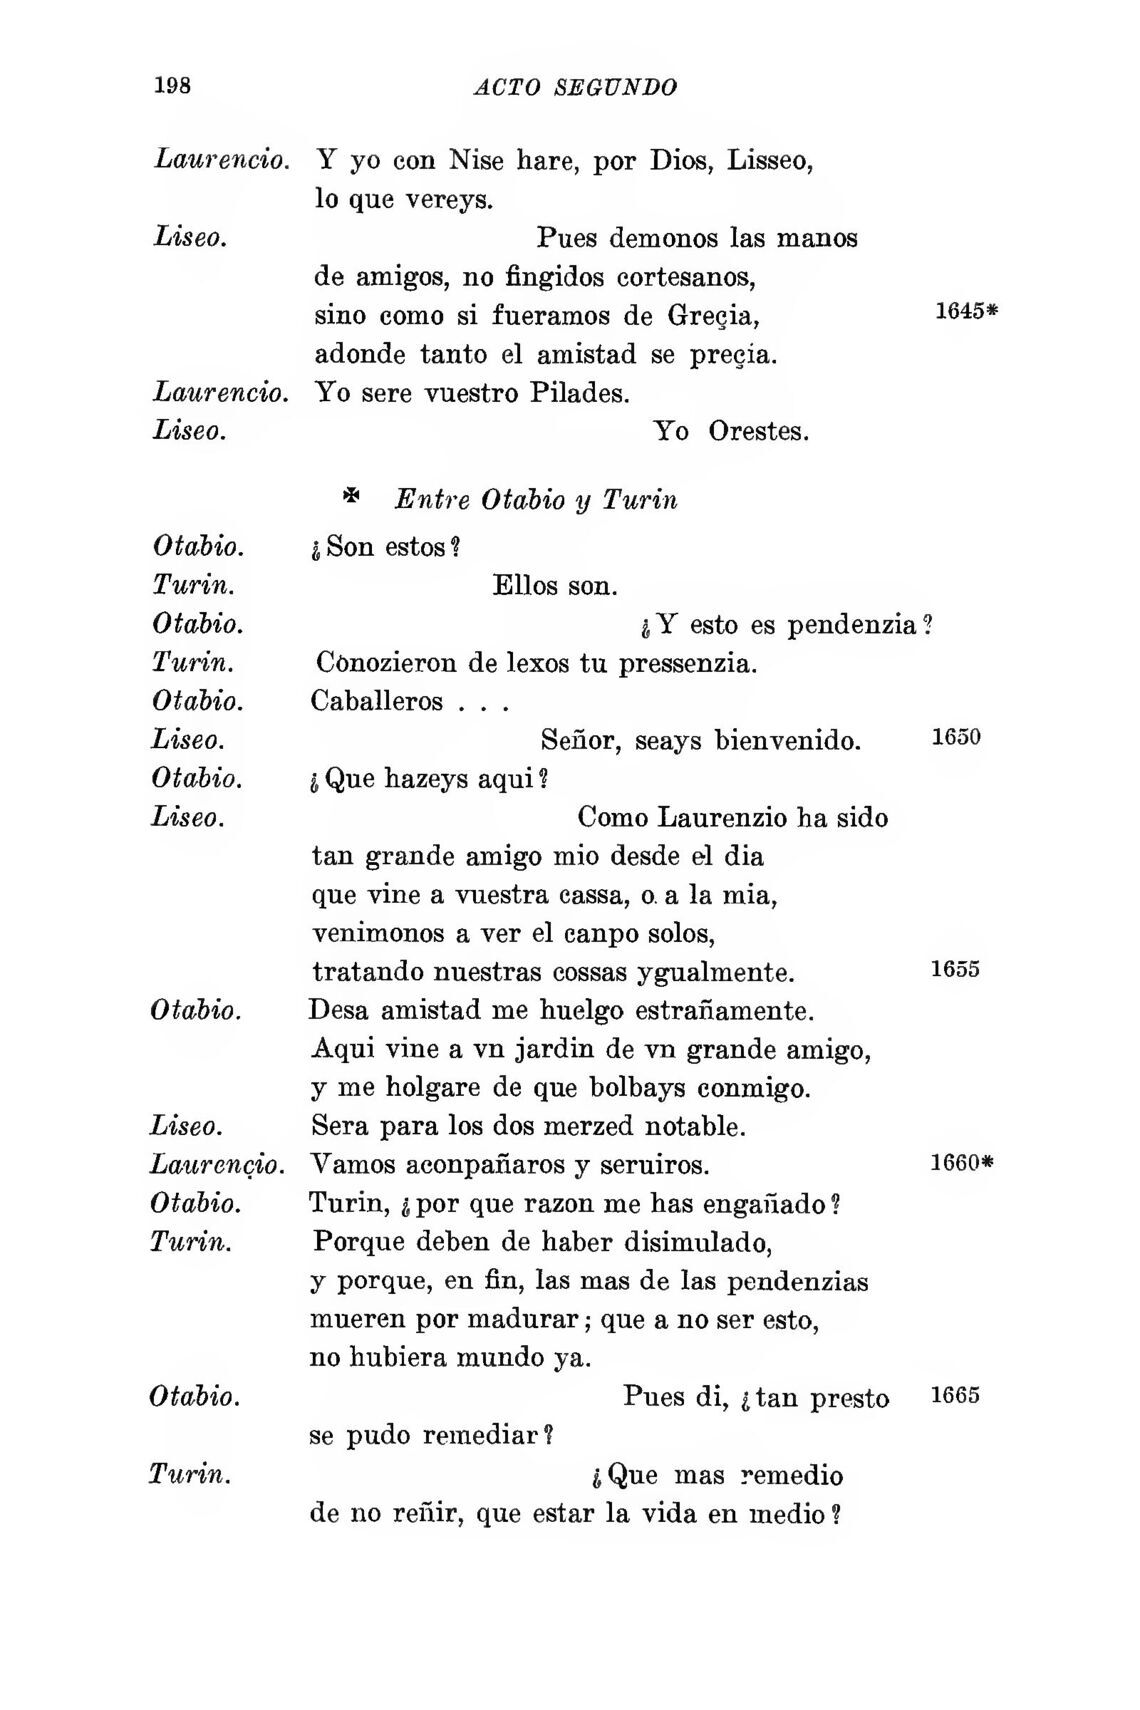 198 ACTO SEGUNDO
Laurencio. Y yo con Nise hare, por Dios, Lisseo,
lo que vereys.
Liseo. Pues demonos las manos
de amigos, no fingidos cortesanos,
sino como si fueramos de Greçia, 1645*
adonde tanto el amistad se preçia.
Laurencio. Yo sere vuestro Pilades.
Liseo. Yo Orestes.
✠ Entre Otabio y Turin
Otabio. ¿Son estos?
Turin. Ellos son.
Otabio. ¿Y esto es pendenzia?
Turin. Conozieron de lexos tu pressenzia.
Otabio. Caballeros . . .
Liseo. Señor, seays bienvenido. 1650
Otabio. ¿Que hazeys aqui?
Liseo. Como Laurenzio ha sido
tan grande amigo mio desde el dia
que vine a vuestra cassa, o a la mia,
venimonos a ver el canpo solos,
tratando nuestras cossas ygualmente. 1655
Otabio. Desa amistad me huelgo estrañamente.
Aqui vine a vn jardin de vn grande amigo,
y me holgare de que bolbays conmigo.
Liseo. Sera para los dos merzed notable.
Laurençio. Vamos aconpañaros y seruiros. 1660*
Otabio. Turin, ¿por que razon me has engañado?
Turin. Porque deben de haber disimulado,
y porque, en fin, las mas de las pendenzias
mueren por madurar; que a no ser esto,
no hubiera mundo ya.
Otabio. Pues di, ¿tan presto 1665
se pudo remediar?
Turin. ¿Que mas remedio
de no reñir, que estar la vida en medio?